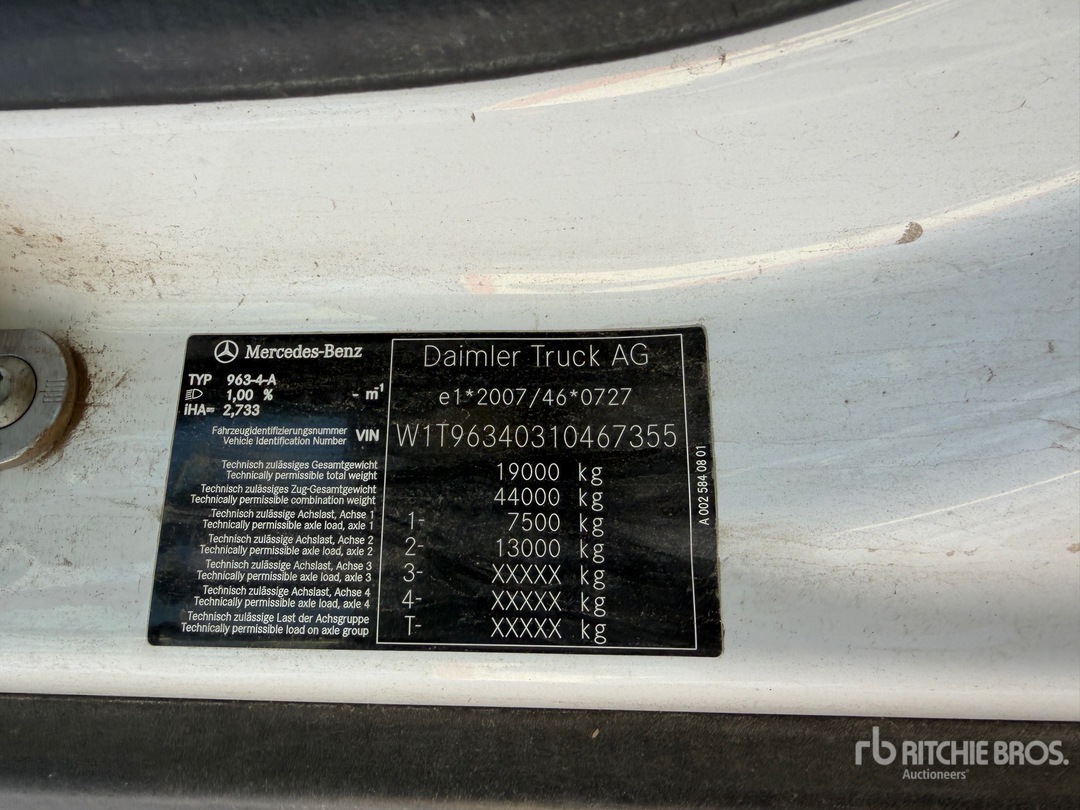 Mercedes-Benz
TYP 963-4-A
1,00 % - m⁻¹
iHA= 2,733
Daimler Truck AG
e1*2007/46*0727
Fahrzeugidentifizierungsnummer
Vehicle Identification Number VIN W1T96340310467355
Technisch zulässiges Gesamtgewicht
Technically permissible total weight 19000 kg
Technisch zulässiges Zug-Gesamtgewicht
Technically permissible combination weight 44000 kg
Technisch zulässige Achslast, Achse 1
Technically permissible axle load, axle 1 1- 7500 kg
Technisch zulässige Achslast, Achse 2
Technically permissible axle load, axle 2 2- 13000 kg
Technisch zulässige Achslast, Achse 3
Technically permissible axle load, axle 3 3- XXXXX kg
Technisch zulässige Achslast, Achse 4
Technically permissible axle load, axle 4 4- XXXXX kg
Technisch zulässige Last der Achsgruppe
Technically permissible load on axle group T- XXXXX kg
A 002 584 08 01
rb RITCHIE BROS.
Auctioneers